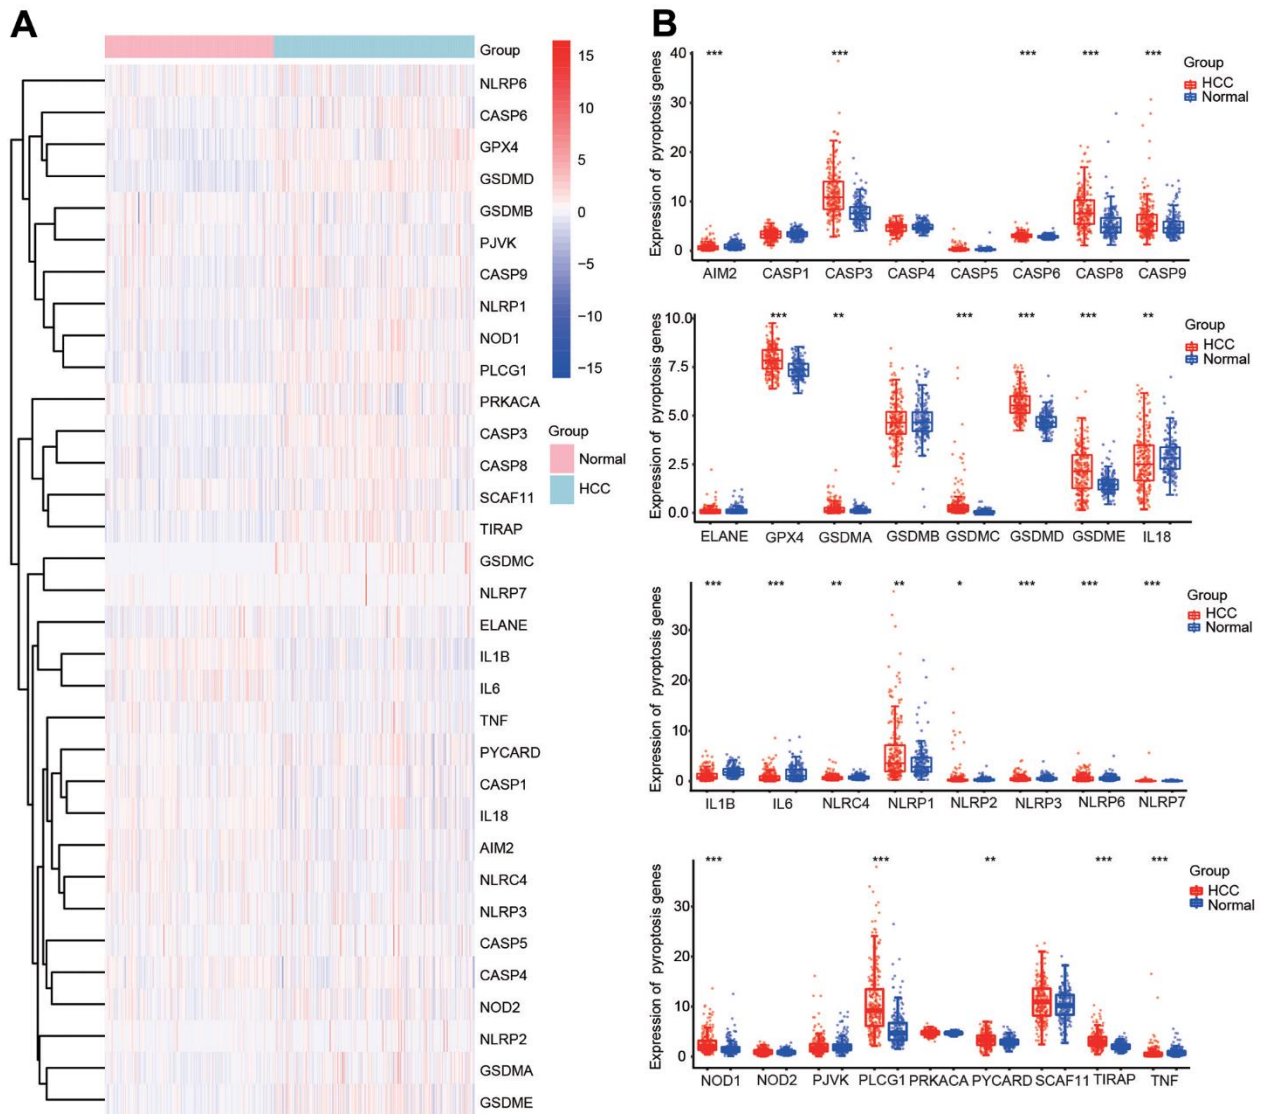 A
Group
NLRP6
CASP6
GPX4
GSDMD
GSDMB
PJVK
CASP9
NLRP1
NOD1
PLCG1
PRKACA
CASP3
CASP8
SCAF11
TIRAP
GSDMC
NLRP7
ELANE
IL1B
IL6
TNF
PYCARD
CASP1
IL18
AIM2
NLRC4
NLRP3
CASP5
CASP4
NOD2
NLRP2
GSDMA
GSDME
15
10
5
0
−5
−10
−15
Group
Normal
HCC
B
Expression of pyroptosis genes
40
30
20
10
0
*** *** *** *** ***
AIM2 CASP1 CASP3 CASP4 CASP5 CASP6 CASP8 CASP9
Group
HCC
Normal
Expression of pyroptosis genes
10.0
7.5
5.0
2.5
0.0
*** ** *** *** *** **
ELANE GPX4 GSDMA GSDMB GSDMC GSDMD GSDME IL18
Group
HCC
Normal
Expression of pyroptosis genes
30
20
10
0
*** *** ** ** * *** *** ***
IL1B IL6 NLRC4 NLRP1 NLRP2 NLRP3 NLRP6 NLRP7
Group
HCC
Normal
Expression of pyroptosis genes
30
20
10
0
*** *** ** *** ***
NOD1 NOD2 PJVK PLCG1 PRKACA PYCARD SCAF11 TIRAP TNF
Group
HCC
Normal